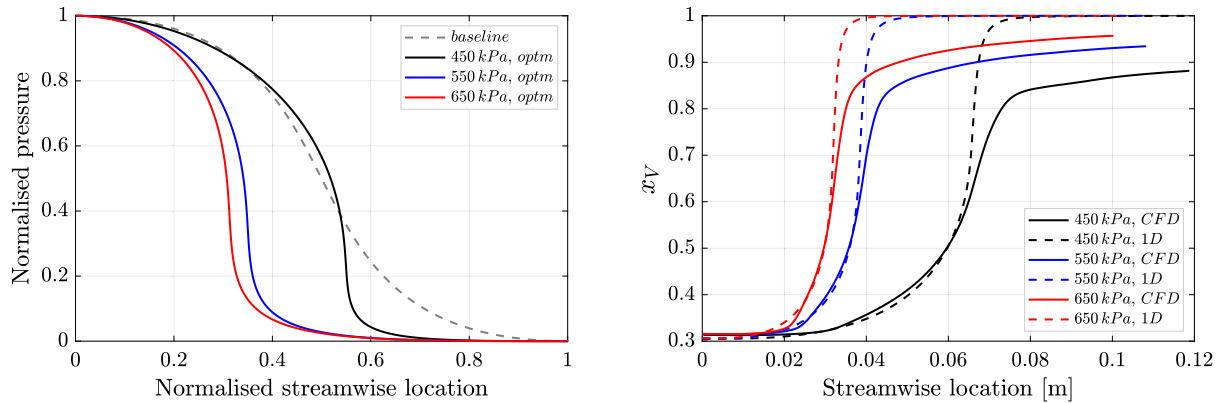 1
0.8
0.6
0.4
0.2
0
0
0.2
0.4
0.6
0.8
1
Normalised pressure
Normalised streamwise location
baseline
450 kPa, optm
550 kPa, optm
650 kPa, optm
1
0.9
0.8
0.7
0.6
0.5
0.4
0.3
0
0.02
0.04
0.06
0.08
0.1
0.12
x_V
Streamwise location [m]
450 kPa, CFD
450 kPa, 1D
550 kPa, CFD
550 kPa, 1D
650 kPa, CFD
650 kPa, 1D